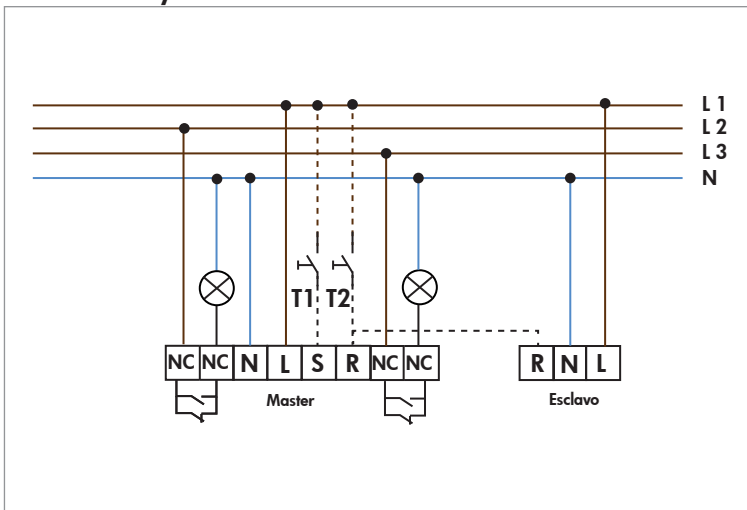 L 1
L 2
L 3
N
T1 T2
NC NC N L S R NC NC
R N L
Master
Esclavo